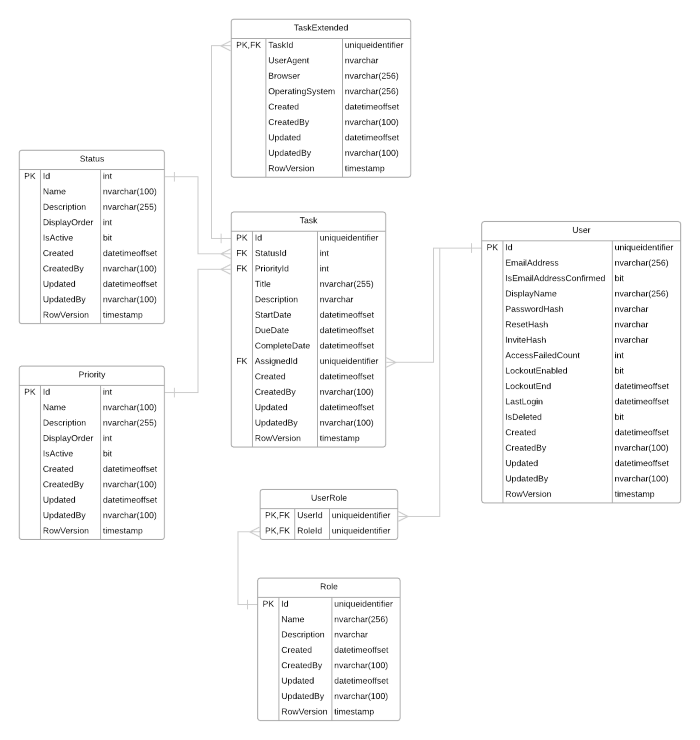 TaskExtended
PK,FK TaskId uniqueidentifier
UserAgent nvarchar
Browser nvarchar(256)
OperatingSystem nvarchar(256)
Created datetimeoffset
CreatedBy nvarchar(100)
Updated datetimeoffset
UpdatedBy nvarchar(100)
RowVersion timestamp
Status
PK Id int
Name nvarchar(100)
Description nvarchar(255)
DisplayOrder int
IsActive bit
Created datetimeoffset
CreatedBy nvarchar(100)
Updated datetimeoffset
UpdatedBy nvarchar(100)
RowVersion timestamp
Task
PK Id uniqueidentifier
FK StatusId int
FK PriorityId int
Title nvarchar(255)
Description nvarchar
StartDate datetimeoffset
DueDate datetimeoffset
CompleteDate datetimeoffset
FK AssignedId uniqueidentifier
Created datetimeoffset
CreatedBy nvarchar(100)
Updated datetimeoffset
UpdatedBy nvarchar(100)
RowVersion timestamp
User
PK Id uniqueidentifier
EmailAddress nvarchar(256)
IsEmailAddressConfirmed bit
DisplayName nvarchar(256)
PasswordHash nvarchar
ResetHash nvarchar
InviteHash nvarchar
AccessFailedCount int
LockoutEnabled bit
LockoutEnd datetimeoffset
LastLogin datetimeoffset
IsDeleted bit
Created datetimeoffset
CreatedBy nvarchar(100)
Updated datetimeoffset
UpdatedBy nvarchar(100)
RowVersion timestamp
Priority
PK Id int
Name nvarchar(100)
Description nvarchar(255)
DisplayOrder int
IsActive bit
Created datetimeoffset
CreatedBy nvarchar(100)
Updated datetimeoffset
UpdatedBy nvarchar(100)
RowVersion timestamp
UserRole
PK,FK UserId uniqueidentifier
PK,FK RoleId uniqueidentifier
Role
PK Id uniqueidentifier
Name nvarchar(256)
Description nvarchar
Created datetimeoffset
CreatedBy nvarchar(100)
Updated datetimeoffset
UpdatedBy nvarchar(100)
RowVersion timestamp